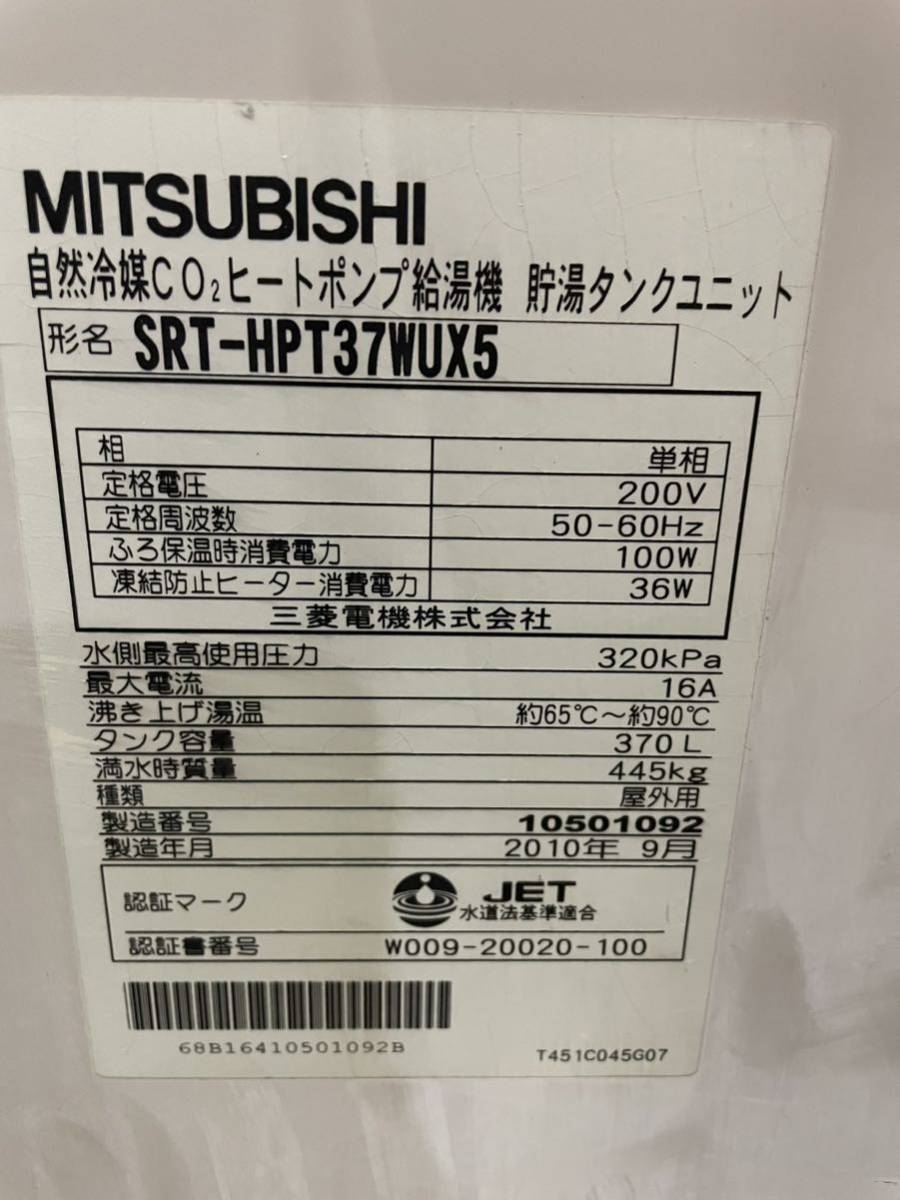 MITSUBISHI
自然冷媒CO₂ヒートポンプ給湯機 貯湯タンクユニット
形名 SRT-HPT37WUX5
相 単相
定格電圧 200V
定格周波数 50-60Hz
ふろ保温時消費電力 100W
凍結防止ヒーター消費電力 36W
三菱電機株式会社
水側最高使用圧力 320kPa
最大電流 16A
沸き上げ湯温 約65℃～約90℃
タンク容量 370L
満水時質量 445kg
種類 屋外用
製造番号 10501092
製造年月 2010年 9月
認証マーク JET
水道法基準適合
認証書番号 W009-20020-100
68B16410501092B
T451C045G07